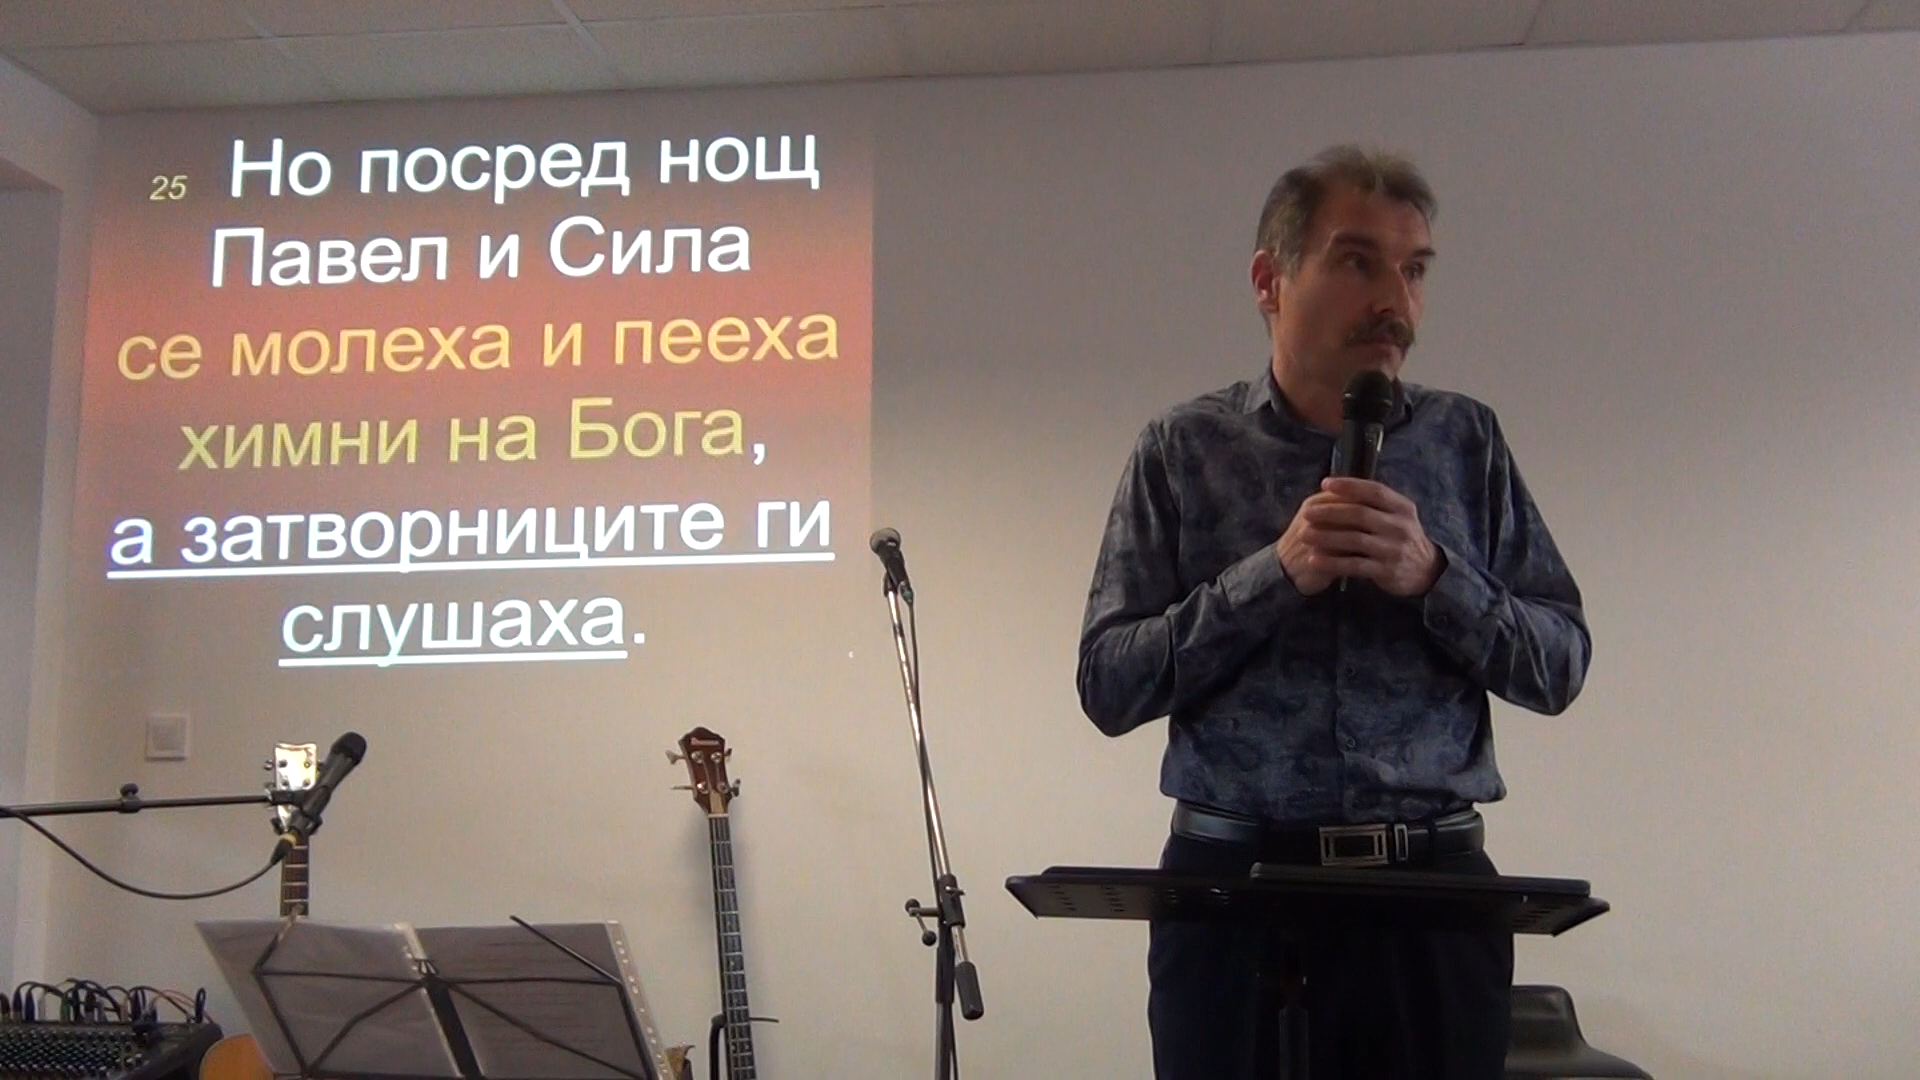 25 Но посред нощ
Павел и Сила
се молеха и пееха
химни на Бога,
а затворниците ги
слушаха.